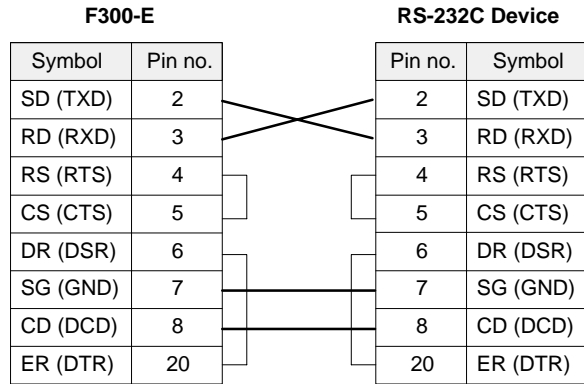 F300-E RS-232C Device
Symbol Pin no. Pin no. Symbol
SD (TXD) 2 2 SD (TXD)
RD (RXD) 3 3 RD (RXD)
RS (RTS) 4 4 RS (RTS)
CS (CTS) 5 5 CS (CTS)
DR (DSR) 6 6 DR (DSR)
SG (GND) 7 7 SG (GND)
CD (DCD) 8 8 CD (DCD)
ER (DTR) 20 20 ER (DTR)